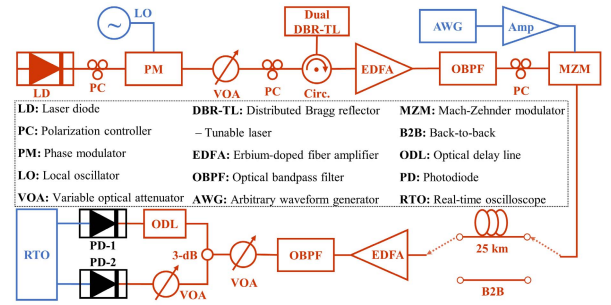 LO
Dual
DBR-TL
AWG
Amp
LD
PC
PM
VOA
PC
Circ.
EDFA
OBPF
PC
MZM
LD: Laser diode
PC: Polarization controller
PM: Phase modulator
LO: Local oscillator
VOA: Variable optical attenuator
DBR-TL: Distributed Bragg reflector
– Tunable laser
EDFA: Erbium-doped fiber amplifier
OBPF: Optical bandpass filter
AWG: Arbitrary waveform generator
MZM: Mach-Zehnder modulator
B2B: Back-to-back
ODL: Optical delay line
PD: Photodiode
RTO: Real-time oscilloscope
RTO
PD-1
ODL
PD-2
VOA
3-dB
VOA
OBPF
EDFA
25 km
B2B